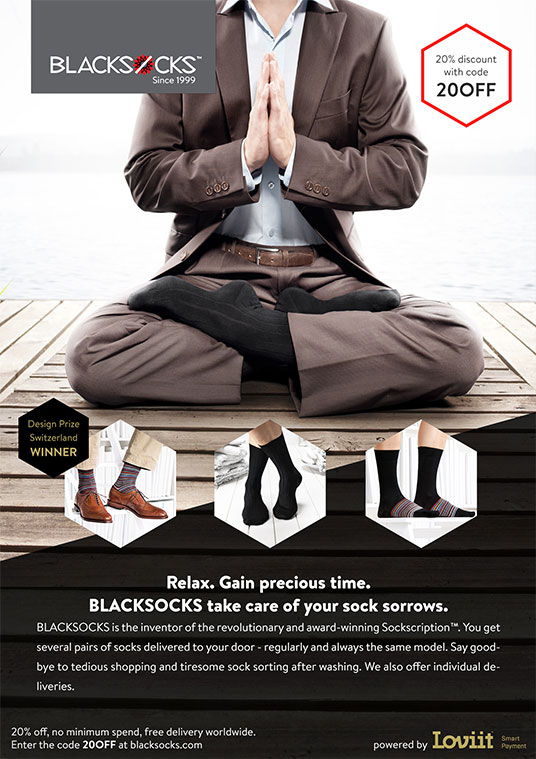 BLACKSOCKS™
Since 1999
20% discount
with code
20OFF
Design Prize
Switzerland
WINNER
Relax. Gain precious time.
BLACKSOCKS take care of your sock sorrows.
BLACKSOCKS is the inventor of the revolutionary and award-winning Sockscription™. You get
several pairs of socks delivered to your door - regularly and always the same model. Say good-
bye to tedious shopping and tiresome sock sorting after washing. We also offer individual de-
liveries.
20% off, no minimum spend, free delivery worldwide.
Enter the code 20OFF at blacksocks.com
powered by Loviit Smart
Payment